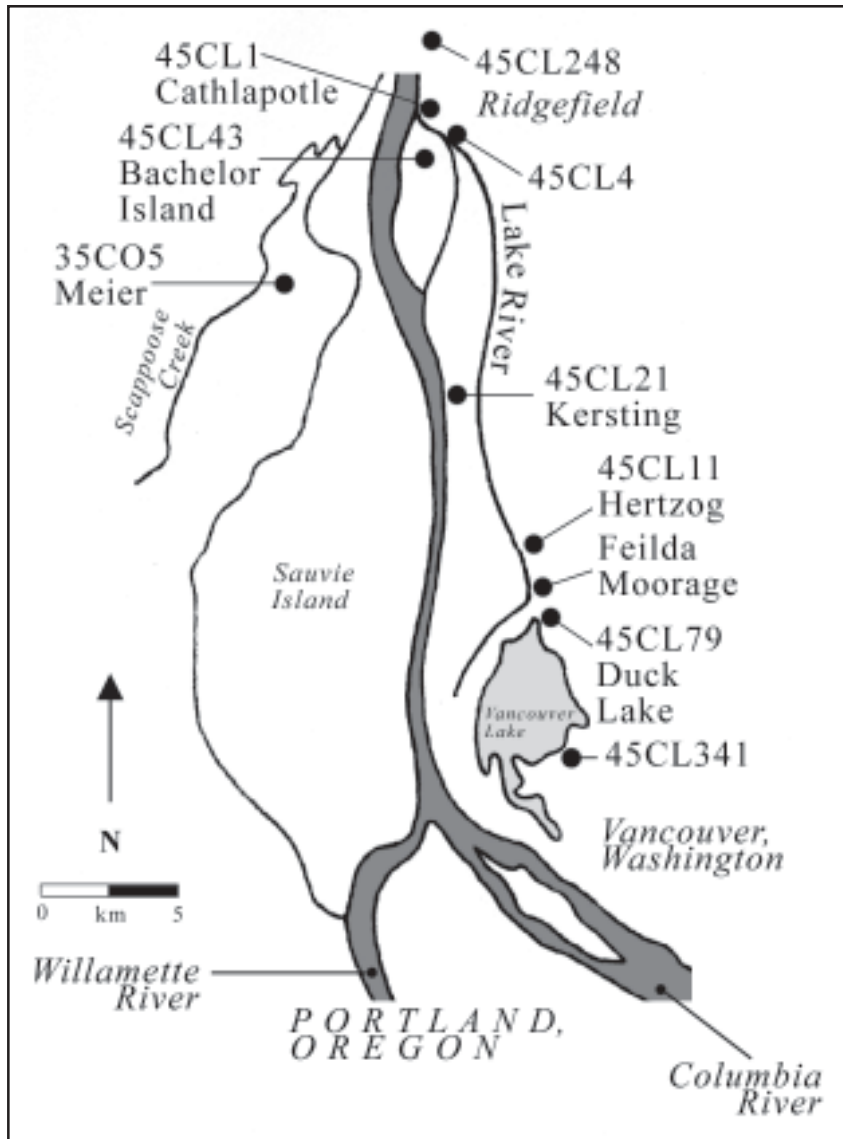 45CL1
Cathlapotle
45CL248
Ridgefield
45CL43
Bachelor
Island
45CL4
35CO5
Meier
Scappoose
Creek
Lake River
45CL21
Kersting
45CL11
Hertzog
Feilda
Moorage
Sauvie
Island
45CL79
Duck
Lake
Vancouver
Lake
45CL341
N
Vancouver,
Washington
0 km 5
Willamette
River
PORTLAND,
OREGON
Columbia
River